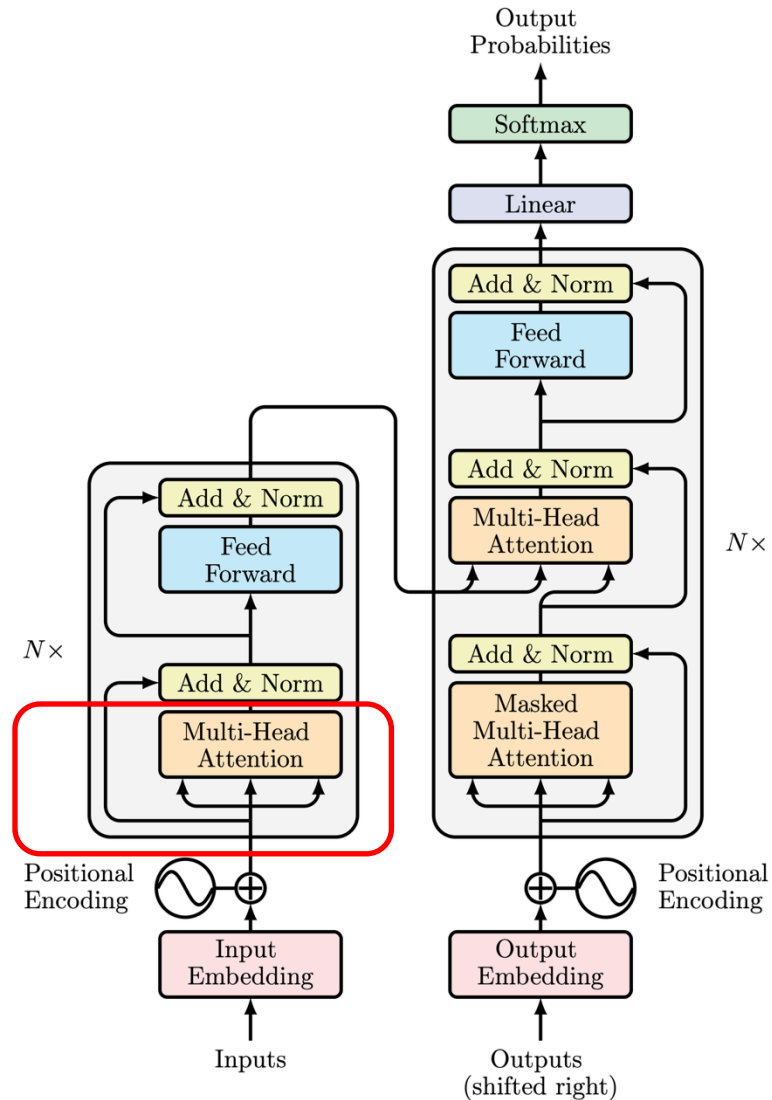 Output
Probabilities
Softmax
Linear
Add & Norm
Feed
Forward
Add & Norm
Multi-Head
Attention
N×
Add & Norm
Masked
Multi-Head
Attention
Add & Norm
Feed
Forward
N×
Add & Norm
Multi-Head
Attention
Positional
Encoding
Positional
Encoding
Input
Embedding
Output
Embedding
Inputs
Outputs
(shifted right)